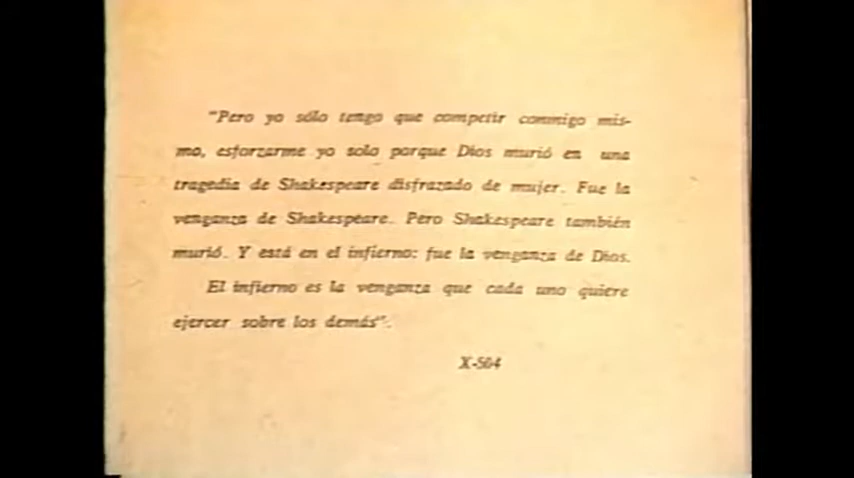 "Pero yo sólo tengo que competir conmigo mis-
mo, esforzarme yo solo porque Dios murió en una
tragedia de Shakespeare disfrazado de mujer. Fue la
venganza de Shakespeare. Pero Shakespeare también
murió. Y está en el infierno: fue la venganza de Dios.
El infierno es la venganza que cada uno quiere
ejercer sobre los demás".
X-504